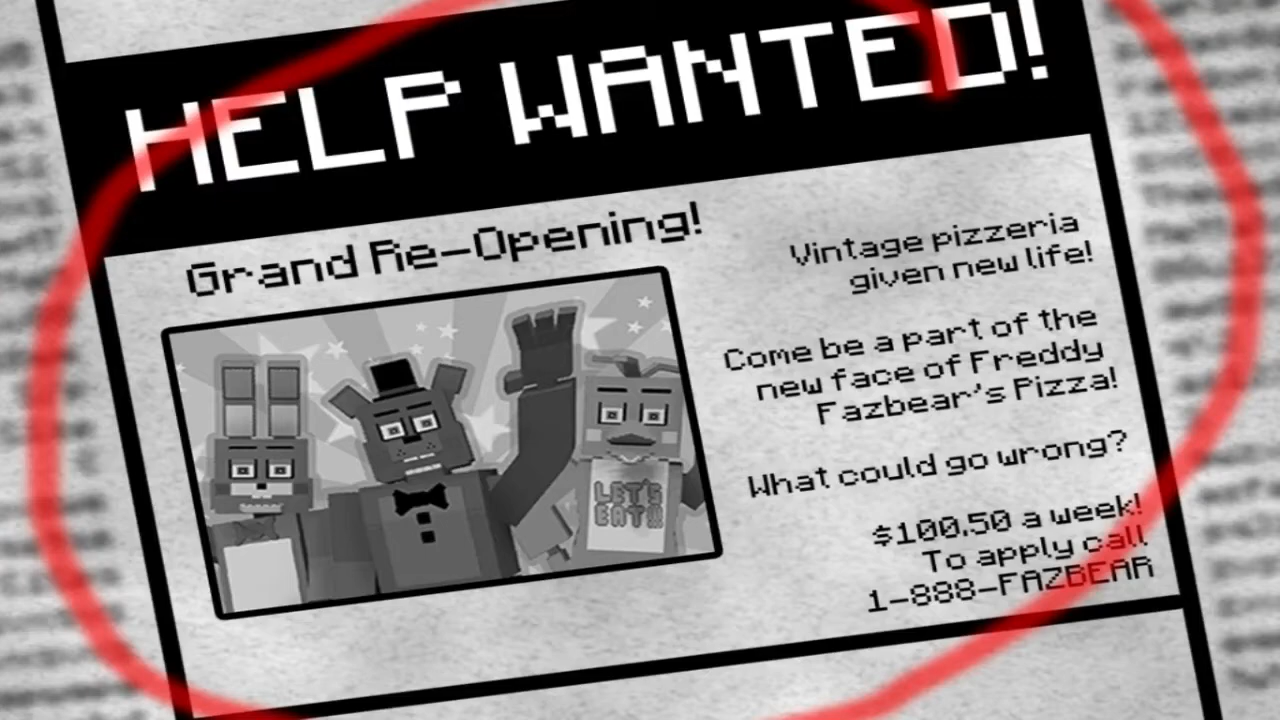 HELP WANTED!
Grand Re-Opening!
LET'S
EAT!!!
Vintage pizzeria
given new life!
Come be a part of the
new face of Freddy
Fazbear's Pizza!
What could go wrong?
$100.50 a week!
To apply call
1-888-FAZBEAR